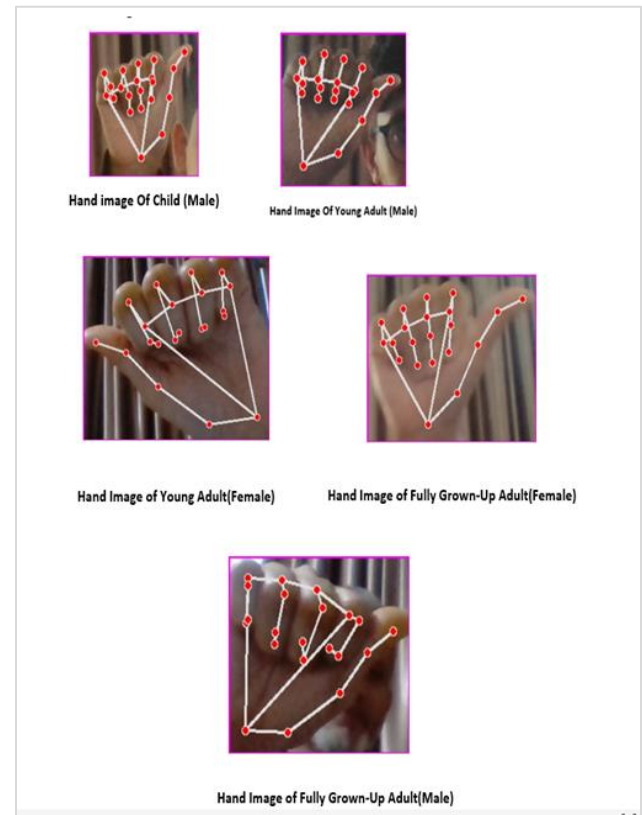 Hand image Of Child (Male)
Hand Image Of Young Adult (Male)
Hand Image of Young Adult(Female)
Hand Image of Fully Grown-Up Adult(Female)
Hand Image of Fully Grown-Up Adult(Male)